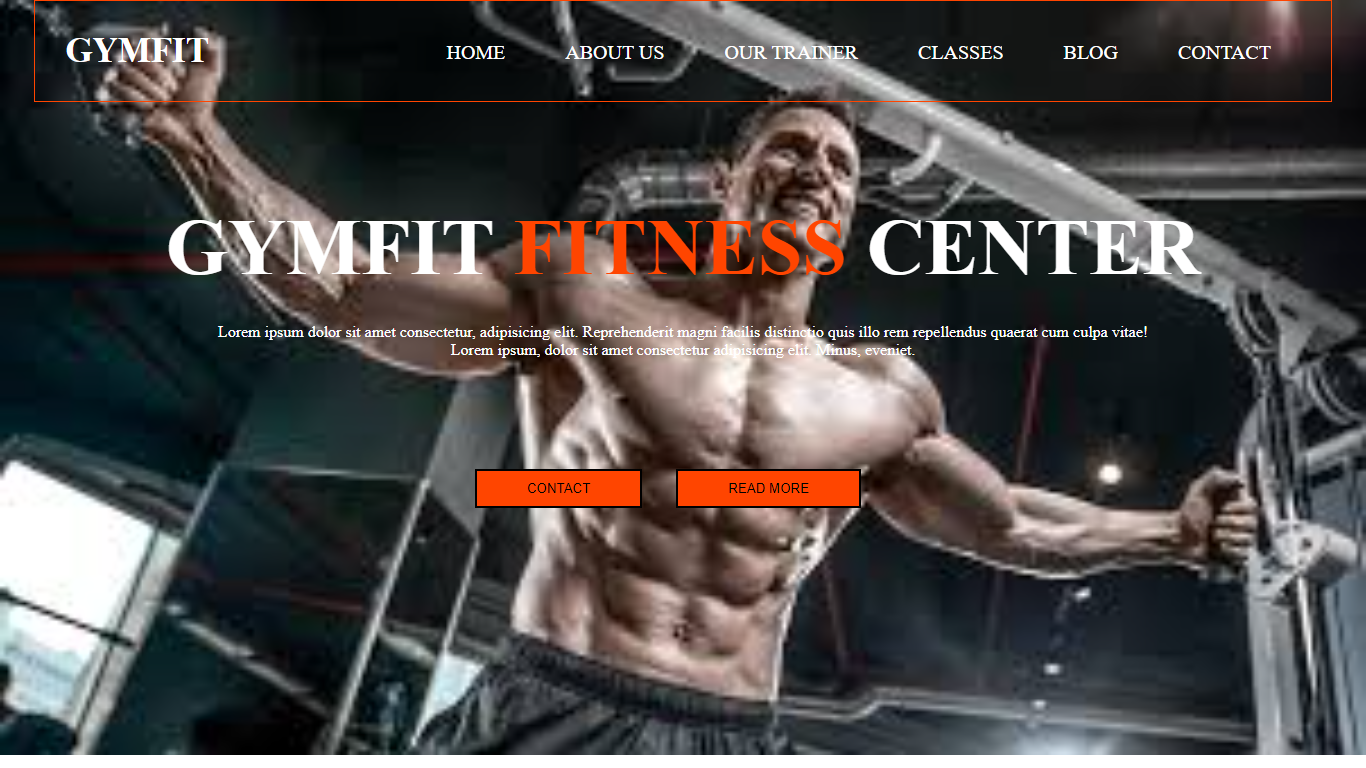 GYMFIT
HOME ABOUT US OUR TRAINER CLASSES BLOG CONTACT
GYMFIT FITNESS CENTER
Lorem ipsum dolor sit amet consectetur, adipisicing elit. Reprehenderit magni facilis distinctio quis illo rem repellendus quaerat cum culpa vitae!
Lorem ipsum, dolor sit amet consectetur adipisicing elit. Minus, eveniet.
CONTACT READ MORE